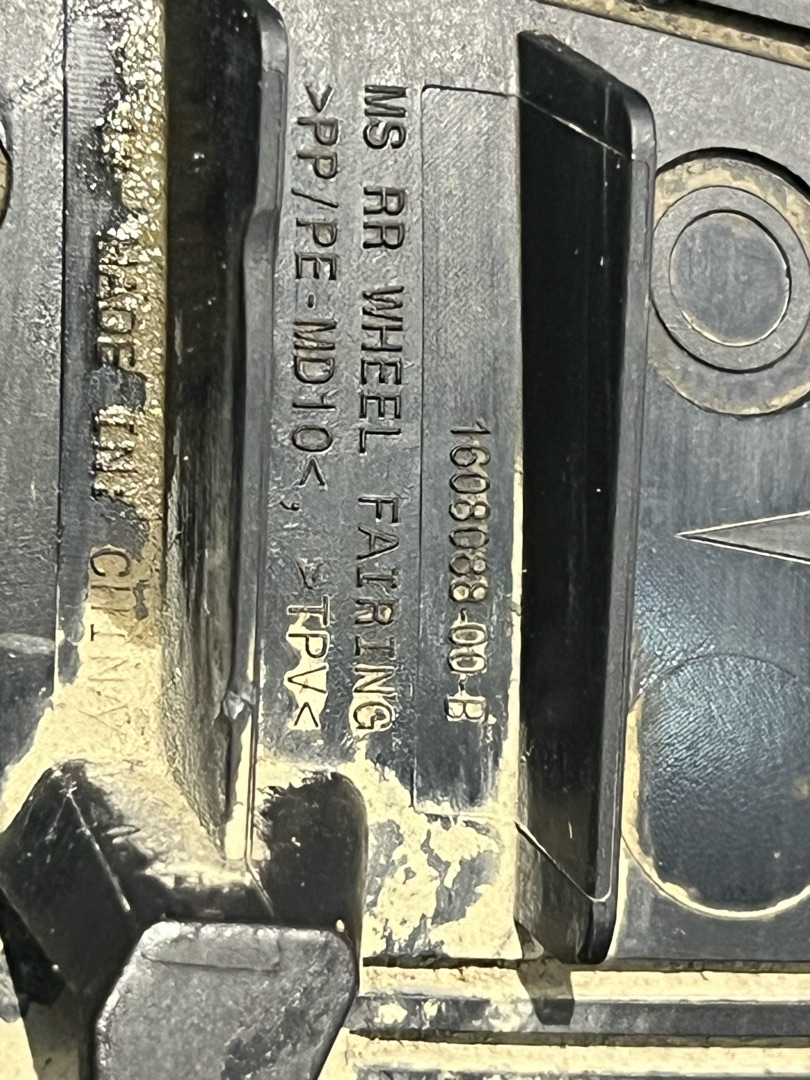 1608088-00-B
MS RR WHEEL FAIRING
>PP/PE-MD10<, >TPV<
MADE IN CHINA